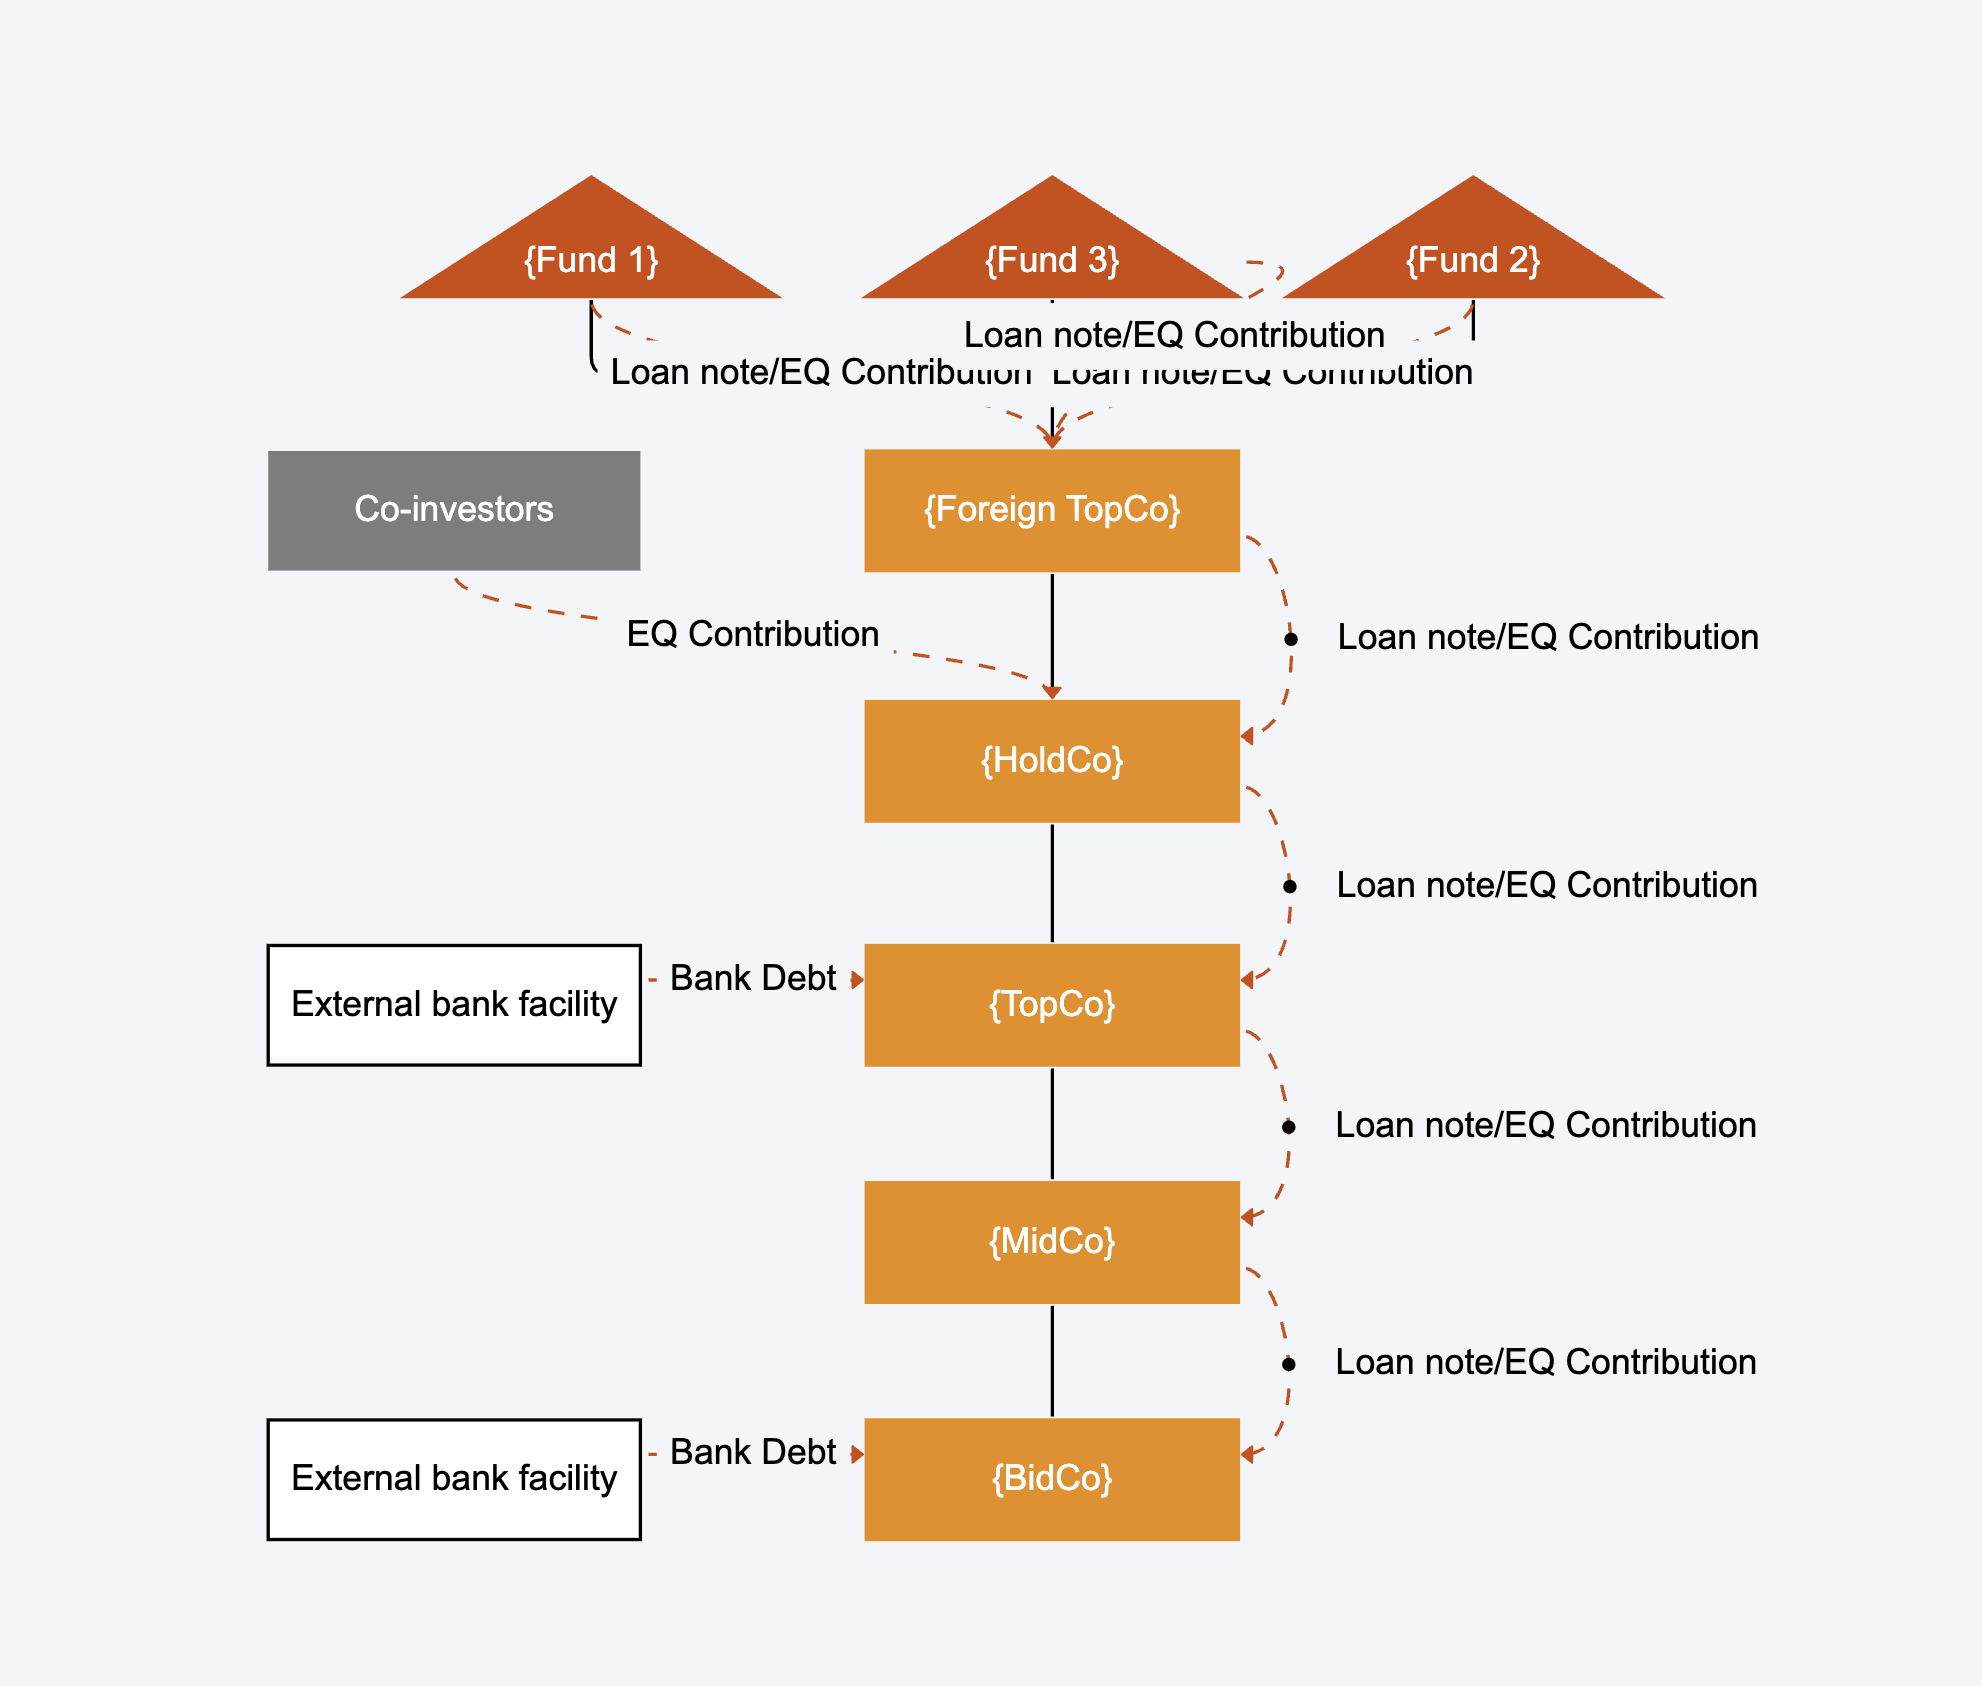 {Fund 1}
{Fund 3}
{Fund 2}
Loan note/EQ Contribution
Loan note/EQ Contribution
Loan note/EQ Contribution
Co-investors
{Foreign TopCo}
EQ Contribution
Loan note/EQ Contribution
{HoldCo}
Loan note/EQ Contribution
External bank facility
Bank Debt
{TopCo}
Loan note/EQ Contribution
{MidCo}
Loan note/EQ Contribution
External bank facility
Bank Debt
{BidCo}